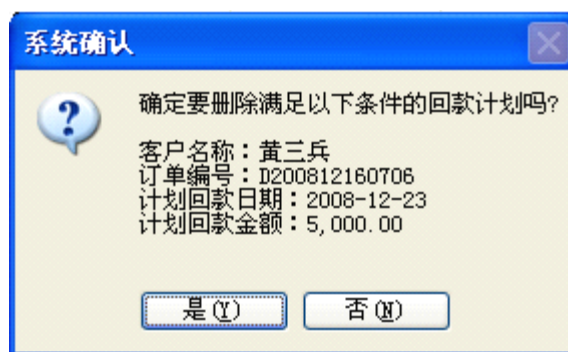 系统确认
确定要删除满足以下条件的回款计划吗?
客户名称：黄三兵
订单编号：D200812160706
计划回款日期：2008-12-23
计划回款金额：5,000.00
是(Y) 否(N)